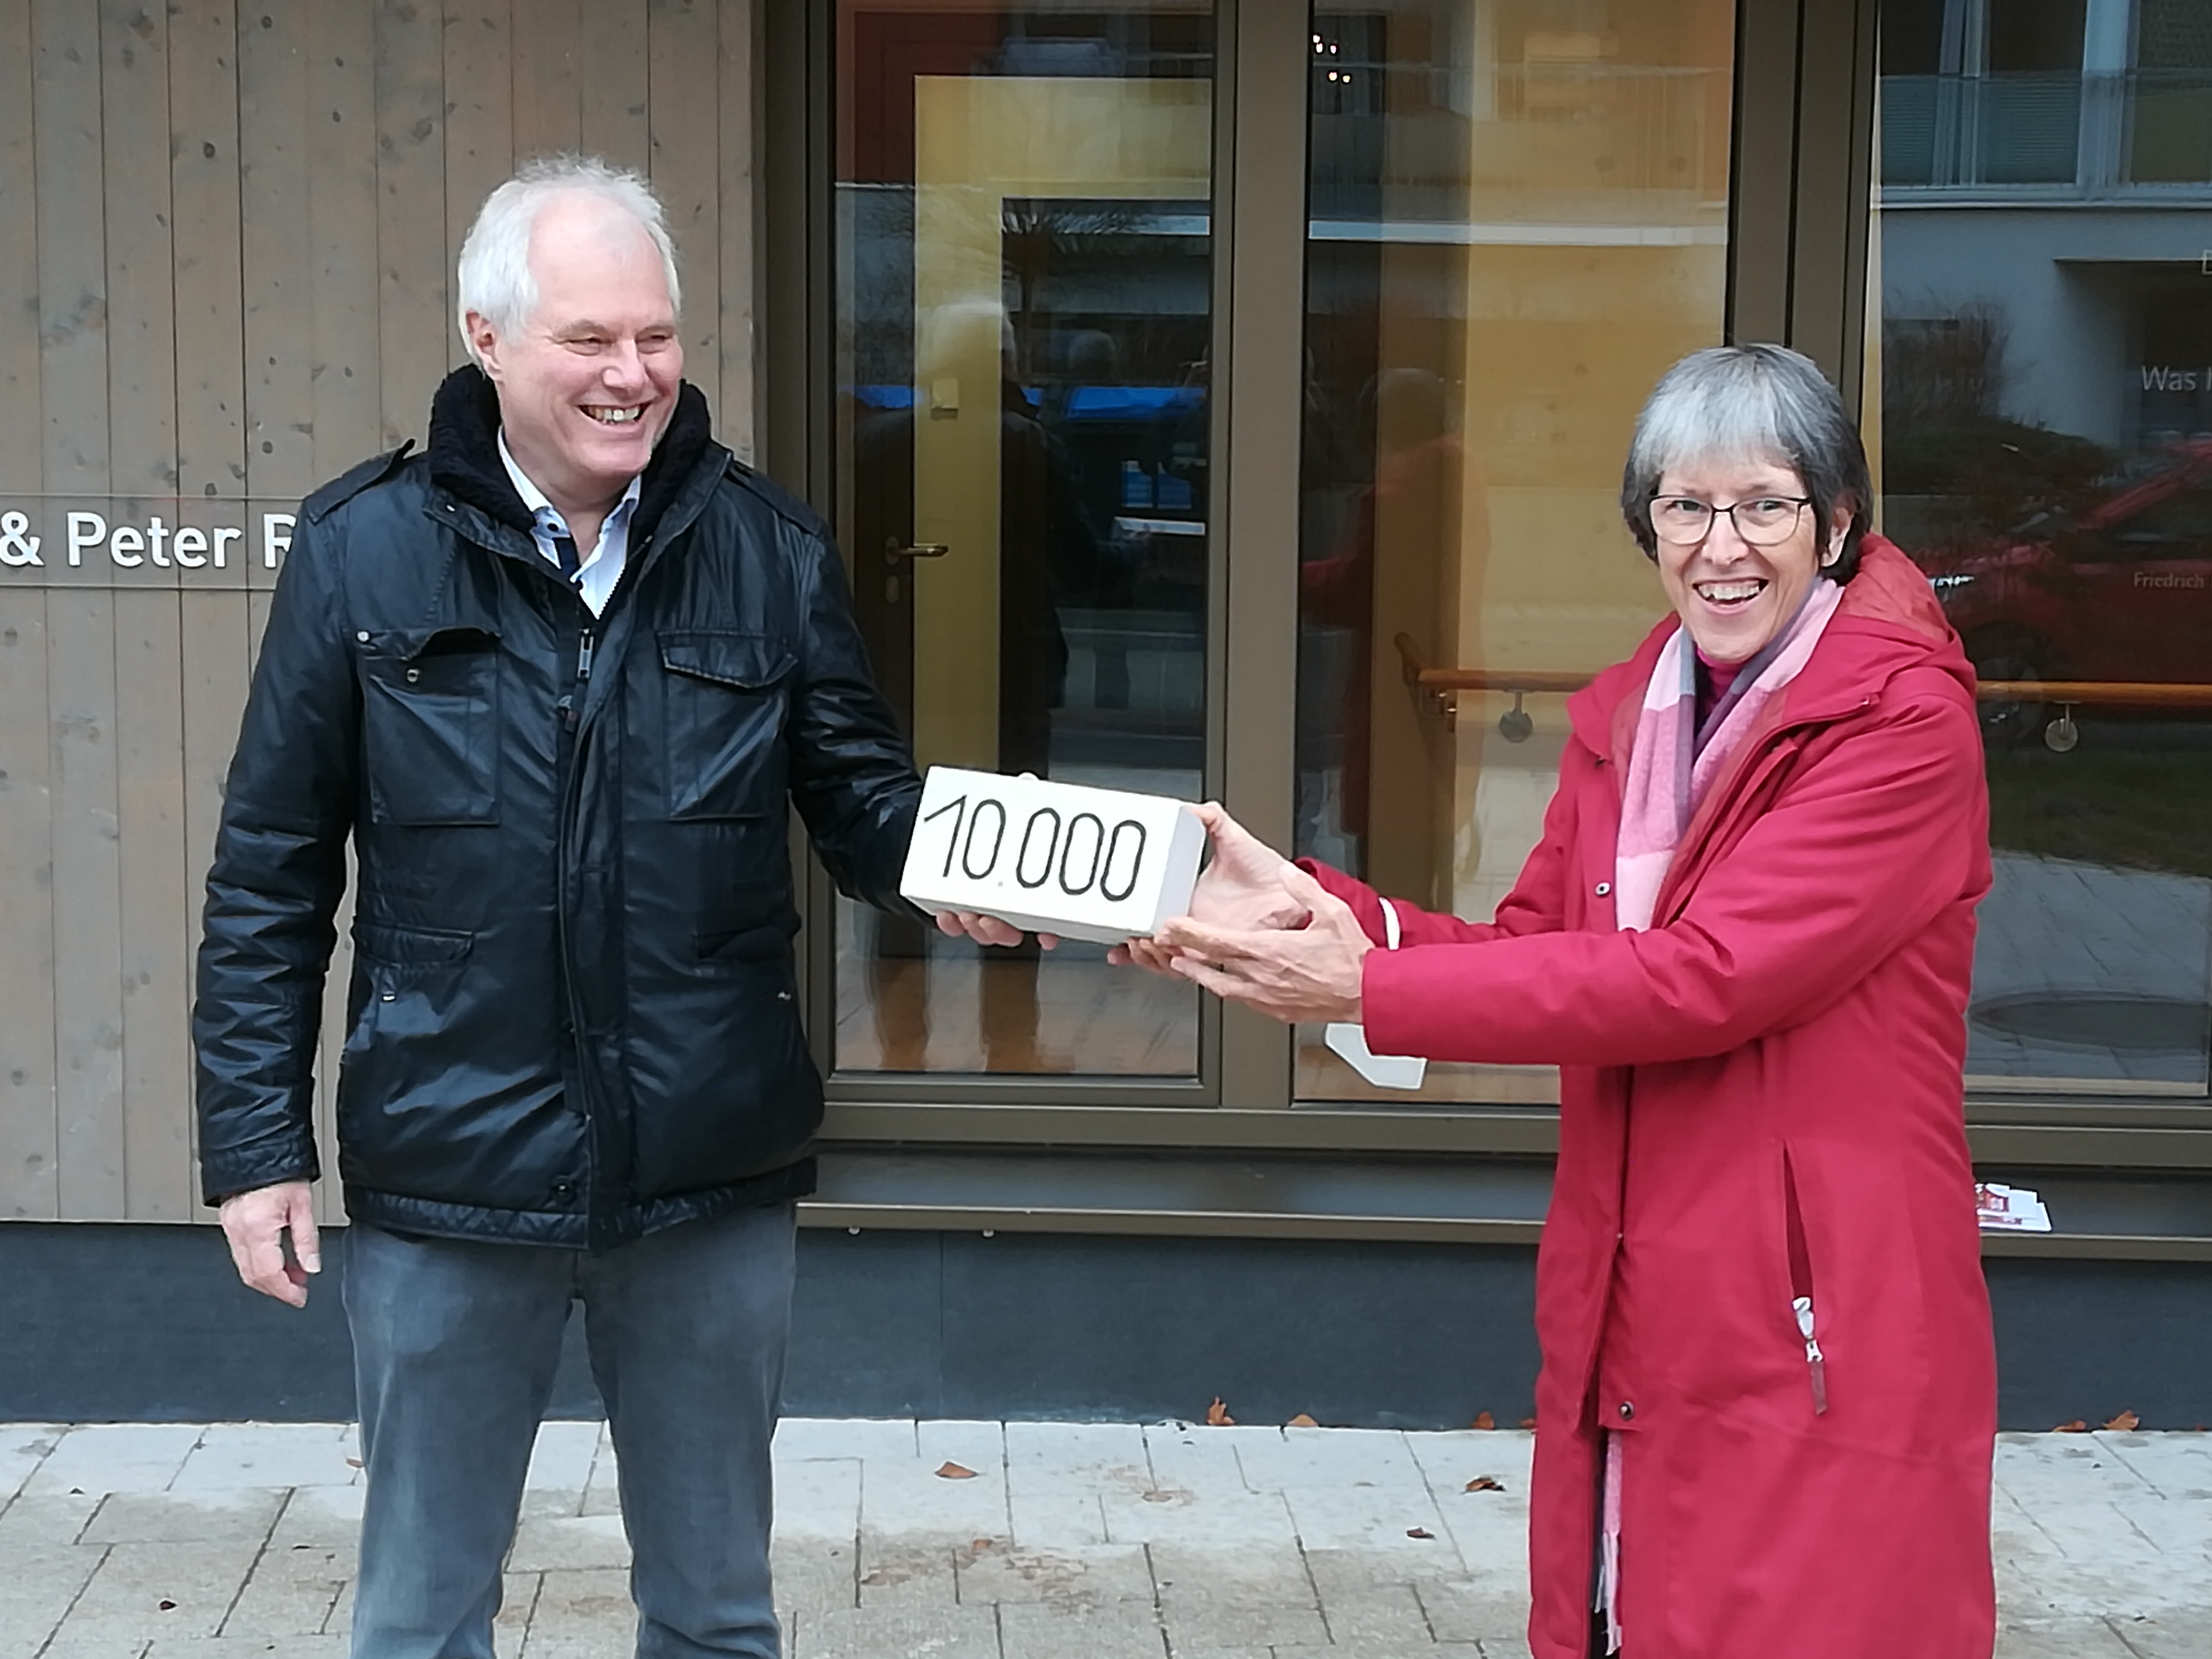 & Peter
10.000
Was
Friedrich